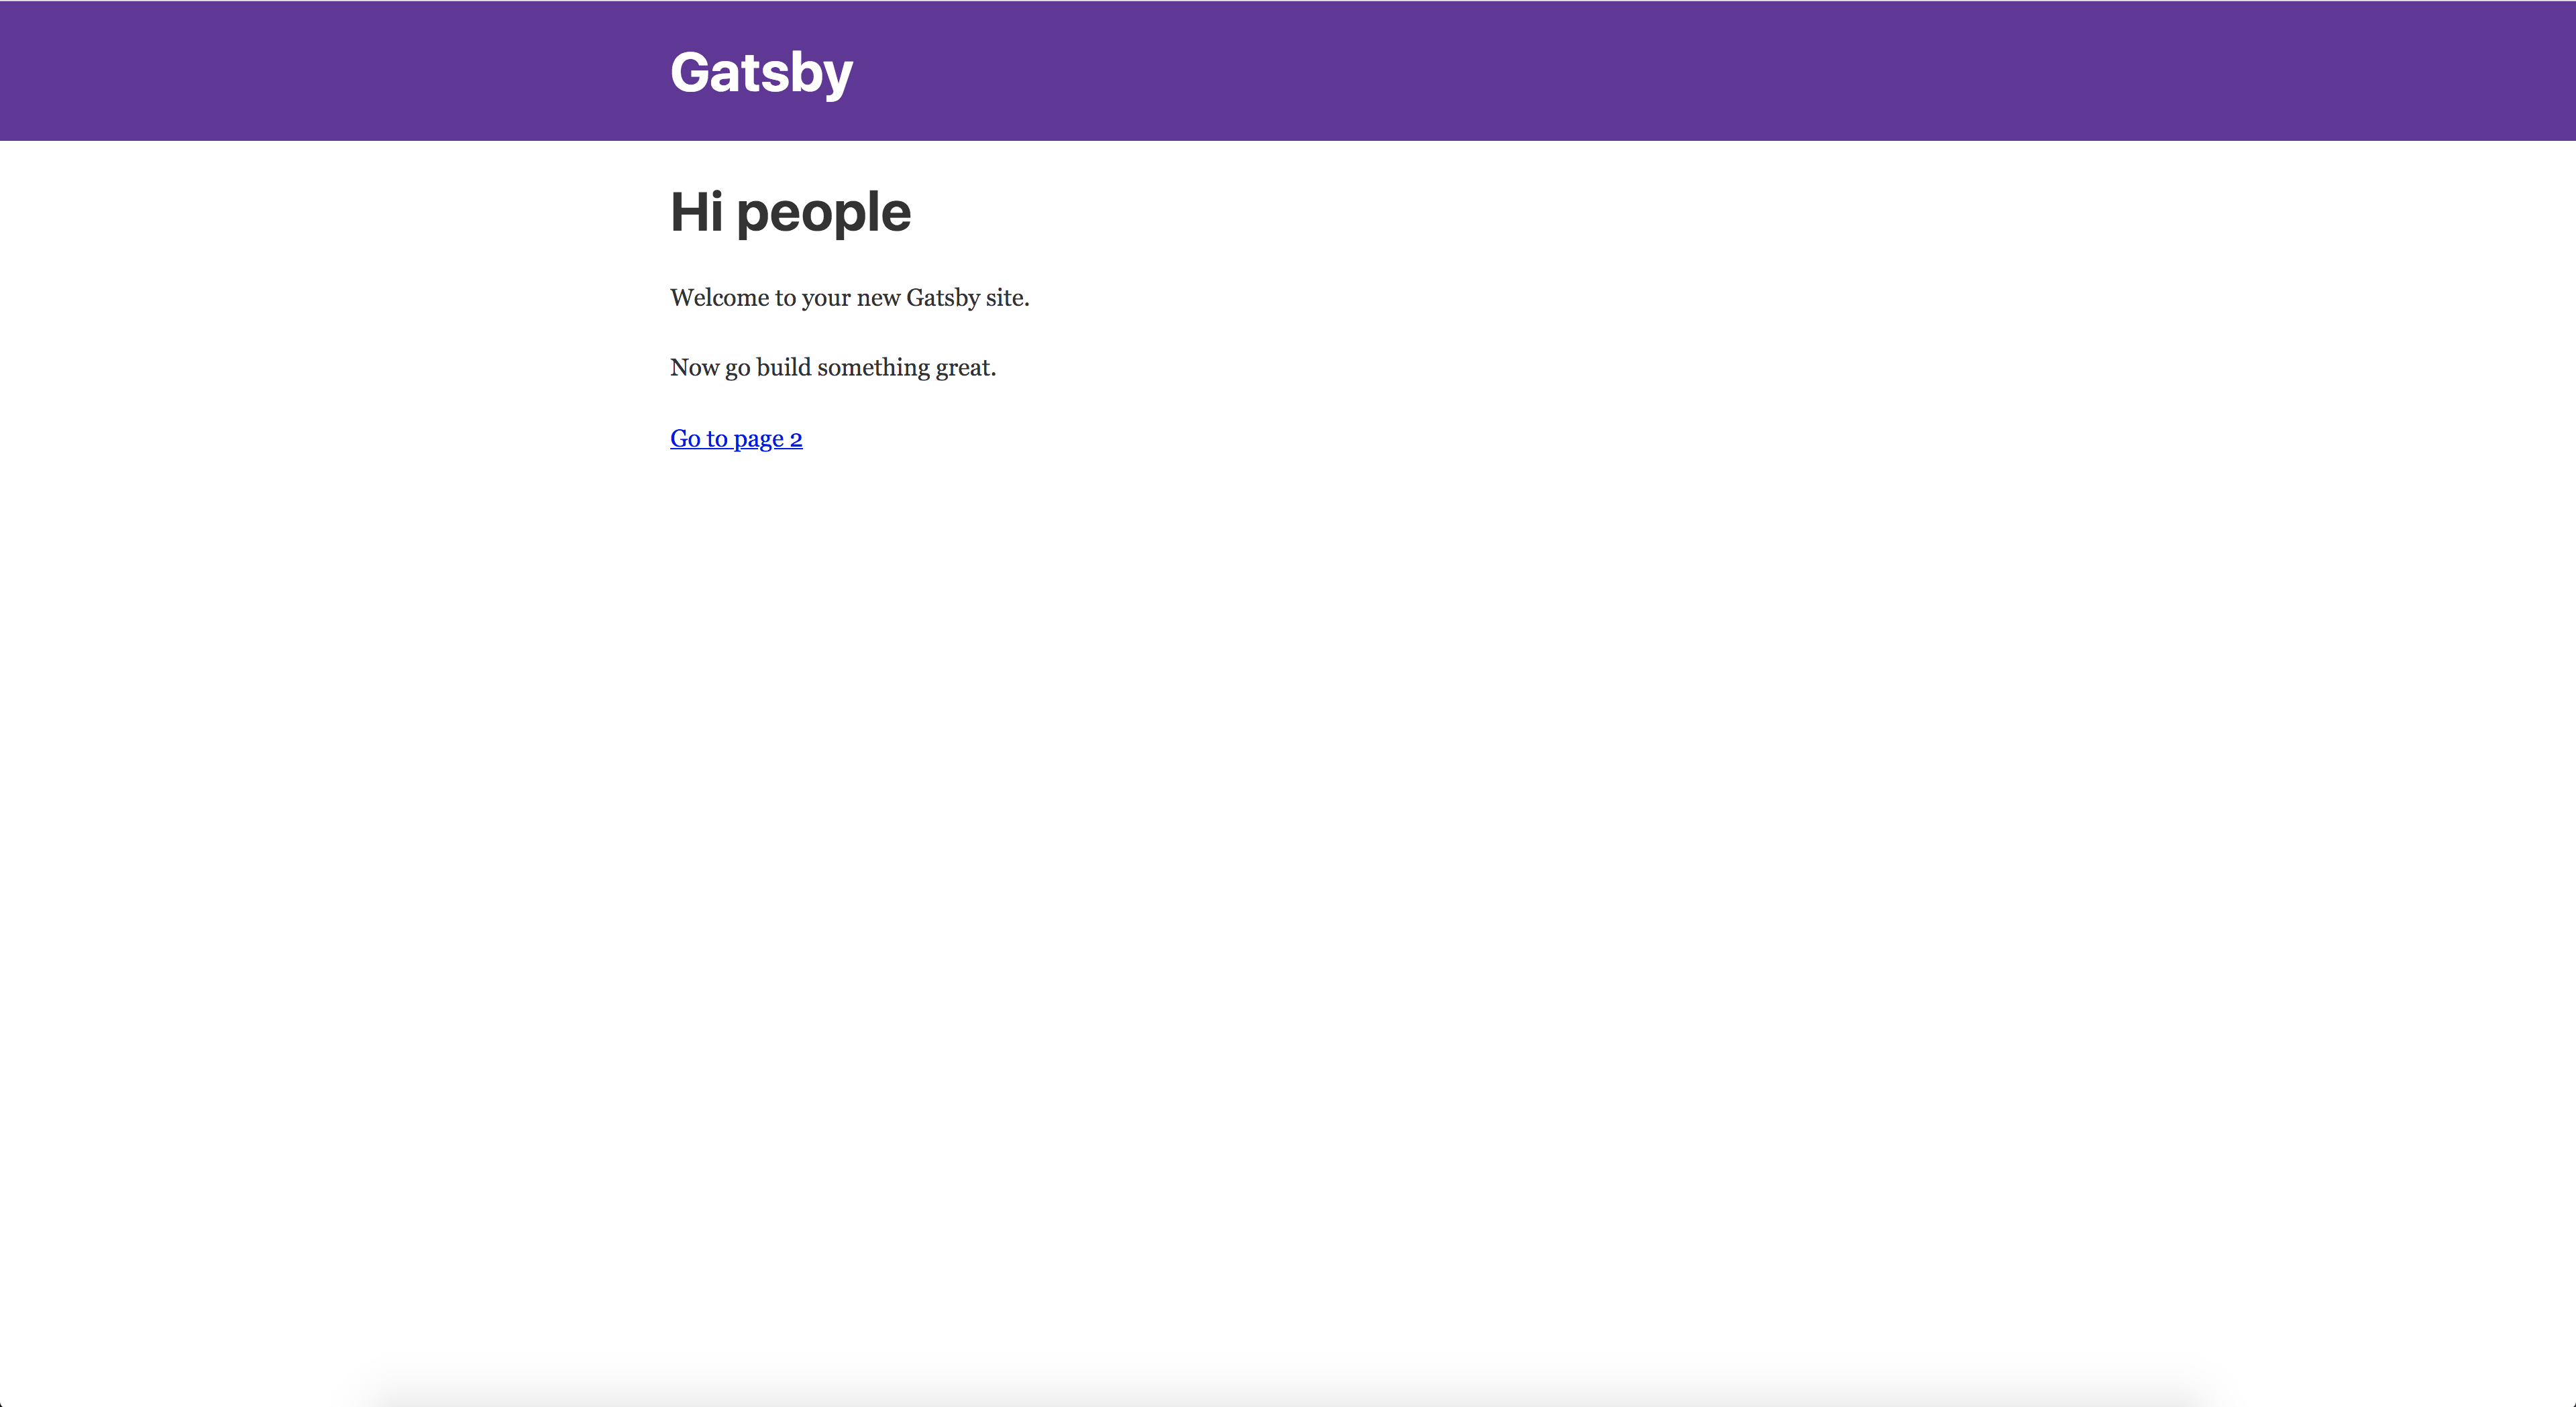 Gatsby
Hi people
Welcome to your new Gatsby site.
Now go build something great.
Go to page 2